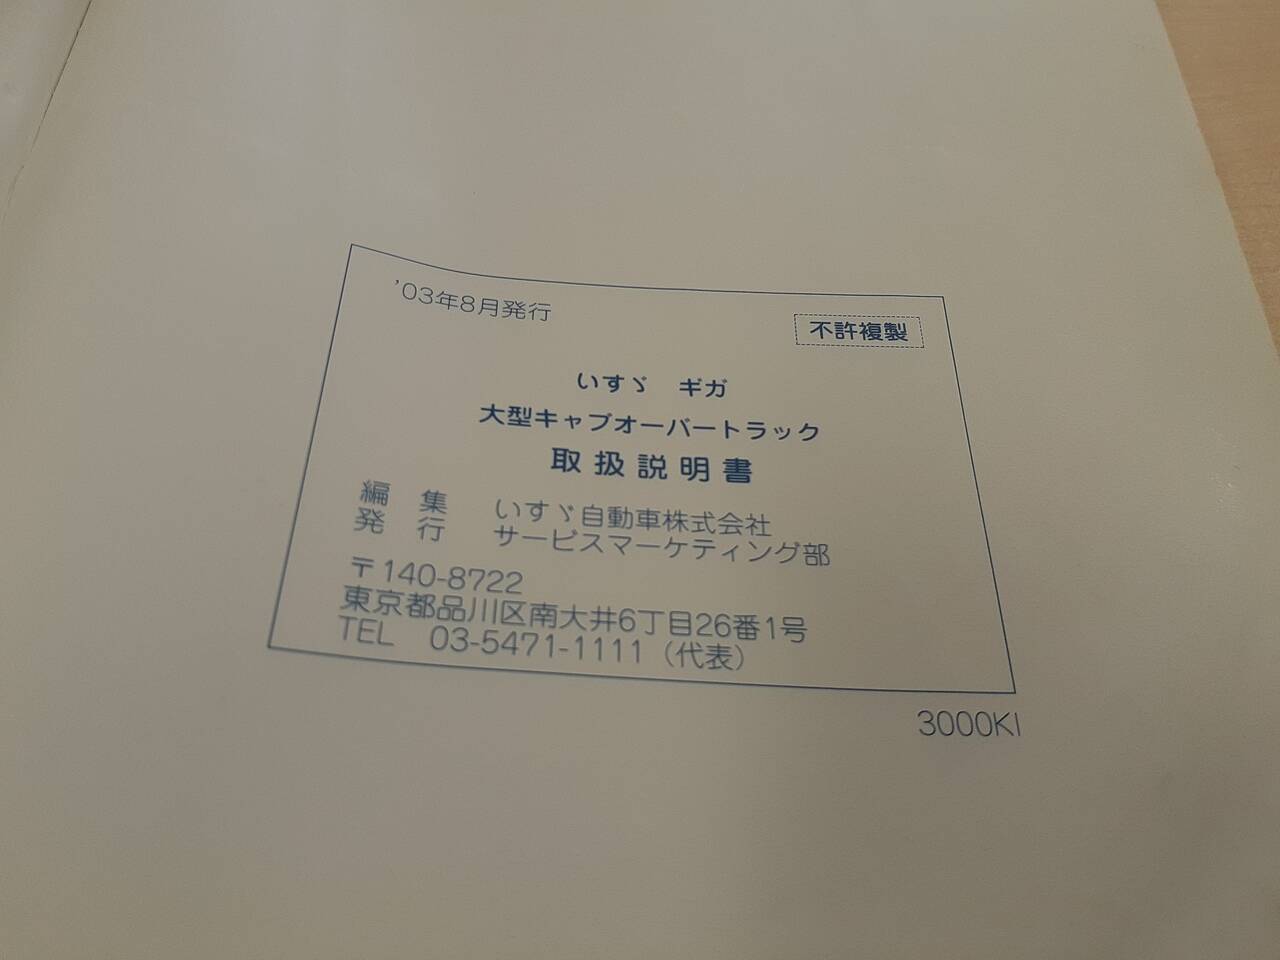 '03年8月発行
不許複製
いすゞ ギガ
大型キャブオーバートラック
取扱説明書
編集 いすゞ自動車株式会社
発行 サービスマーケティング部
〒140-8722
東京都品川区南大井6丁目26番1号
TEL 03-5471-1111（代表）
3000KI